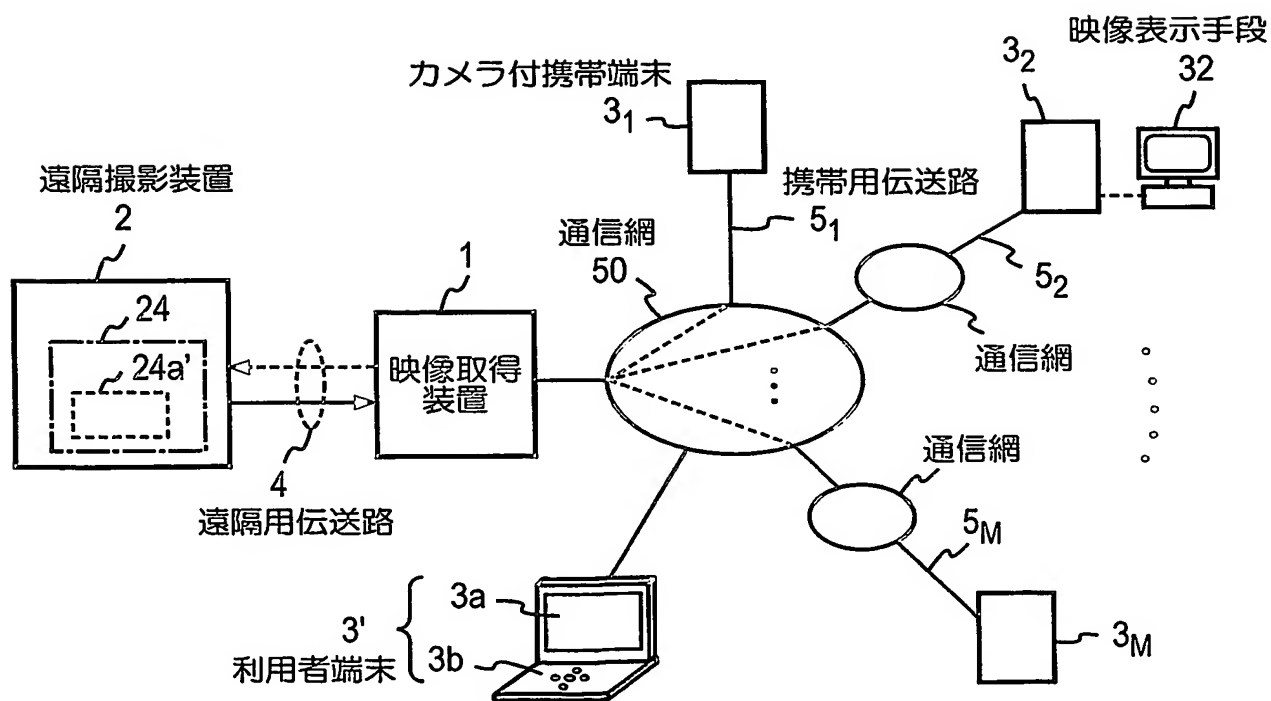 映像表示手段
32
3₂
カメラ付携帯端末
3₁
携帯用伝送路
5₁
遠隔撮影装置
2
通信網
50
5₂
1
24
24a'
映像取得
装置
通信網
4
遠隔用伝送路
通信網
5M
3a
3'
3b
利用者端末
3M